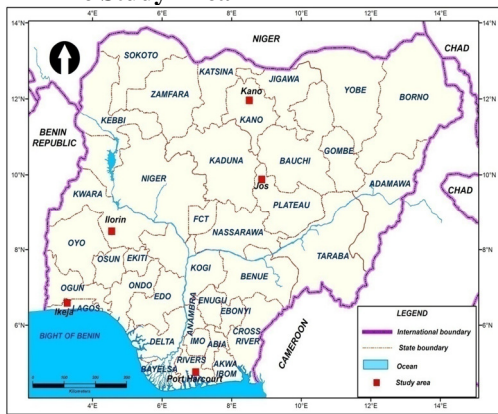 4°E 6°E 8°E 10°E 12°E 14°E
14°N 14°N
NIGER
CHAD
SOKOTO
KATSINA
JIGAWA
ZAMFARA
Kano
YOBE
BORNO
12°N 12°N
KEBBI
KANO
BENIN
REPUBLIC
KADUNA
BAUCHI
GOMBE
ADAMAWA
NIGER
Jos
CHAD
10°N 10°N
KWARA
PLATEAU
Ilorin
FCT
NASSARAWA
OYO
8°N 8°N
OSUN
EKITI
KOGI
TARABA
BENUE
OGUN
ONDO
EDO
ENUGU
LAGOS
Ikeja
ANAMBRA
EBONYI
6°N 6°N
BIGHT OF BENIN
DELTA
IMO
ABIA
CROSS
RIVER
CAMEROON
RIVERS
BAYELSA
AKWA
IBOM
Port Harcourt
LEGEND
International boundary
State boundary
Ocean
Study area
4°E 6°E 8°E 10°E 12°E 14°E